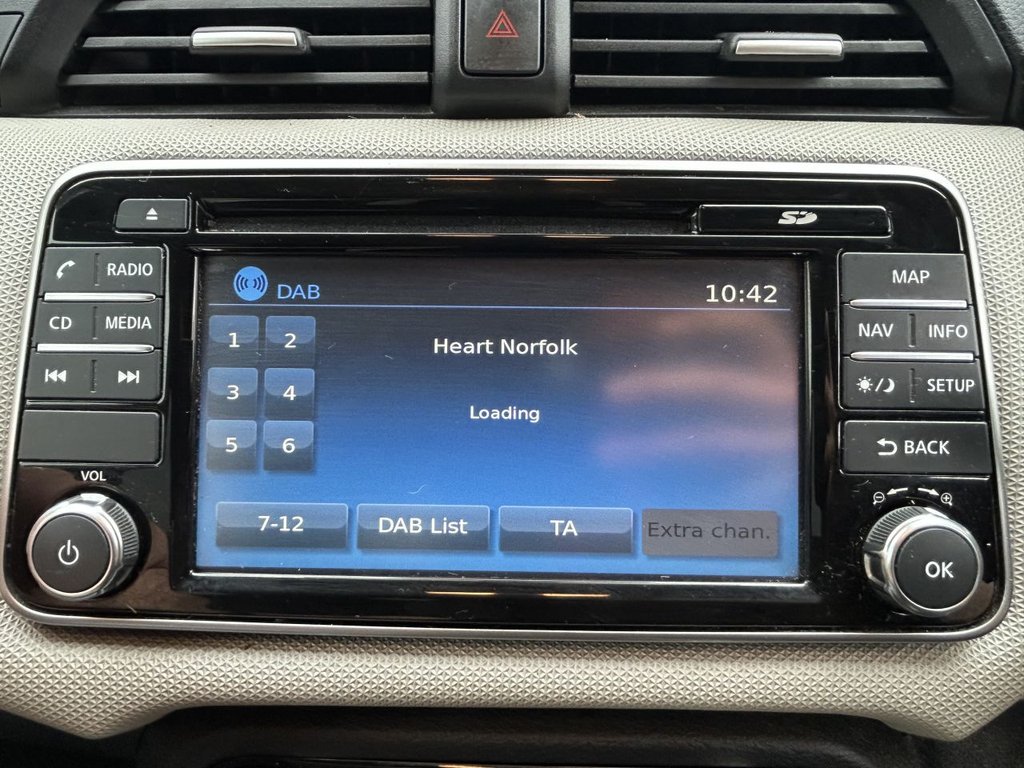 SD
RADIO
CD MEDIA
VOL
DAB 10:42
1 2
Heart Norfolk
3 4
Loading
5 6
7-12 DAB List TA Extra chan.
MAP
NAV INFO
/ SETUP
BACK
OK